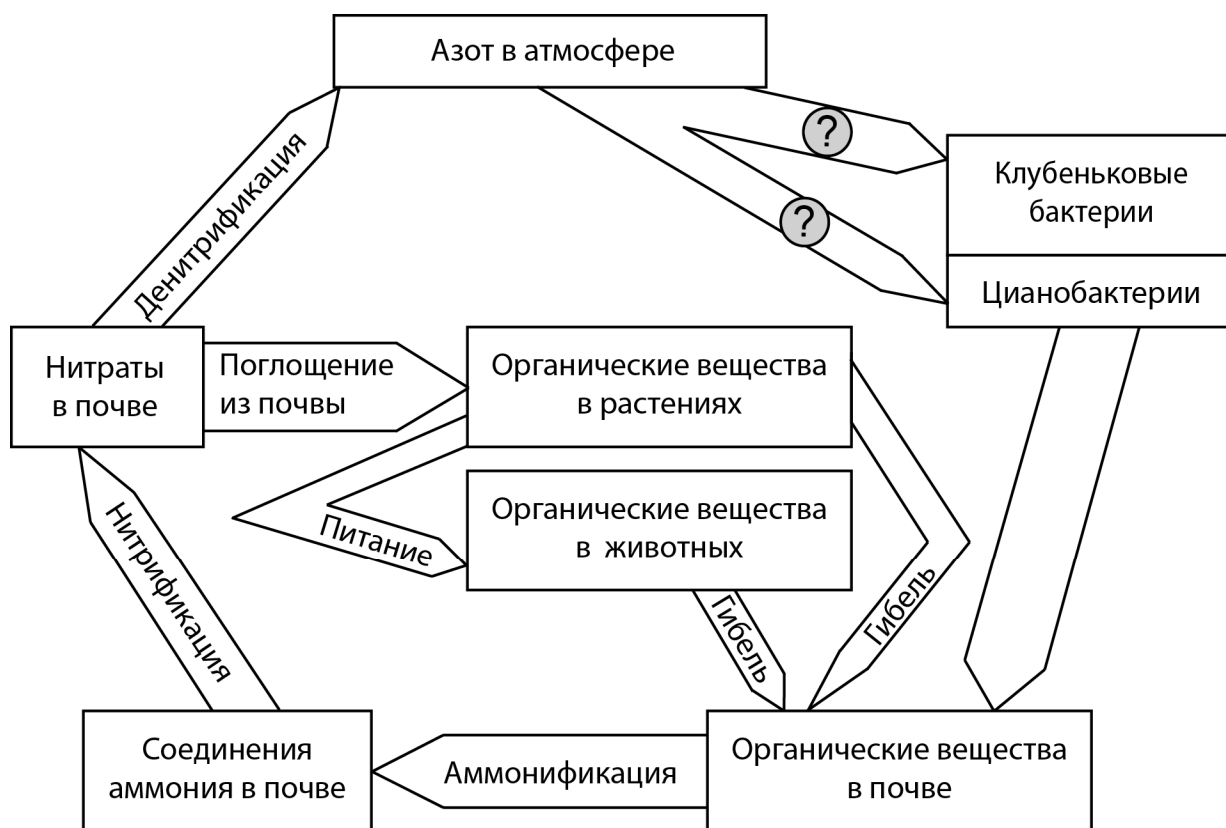 Азот в атмосфере
?
?
Клубеньковые
бактерии
Цианобактерии
Денитрификация
Нитраты
в почве
Поглощение
из почвы
Органические вещества
в растениях
Питание
Органические вещества
в животных
Гибель
Гибель
Нитрификация
Соединения
аммония в почве
Аммонификация
Органические вещества
в почве